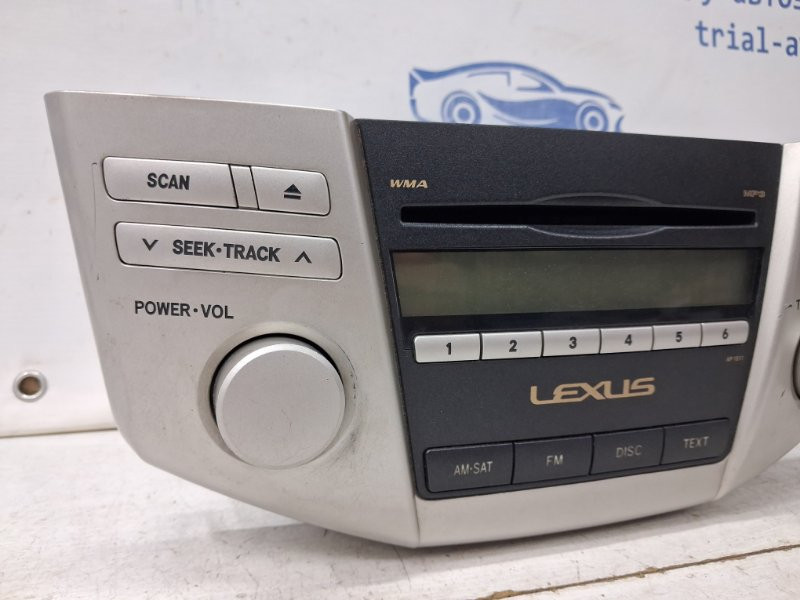 trial-a
SCAN
SEEK•TRACK
POWER•VOL
WMA
MP3
1 2 3 4 5 6
LEXUS
AM•SAT FM DISC TEXT
T